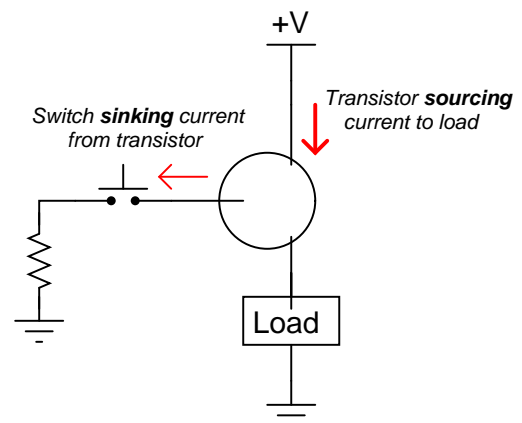 +V
Switch sinking current
from transistor
Transistor sourcing
current to load
Load